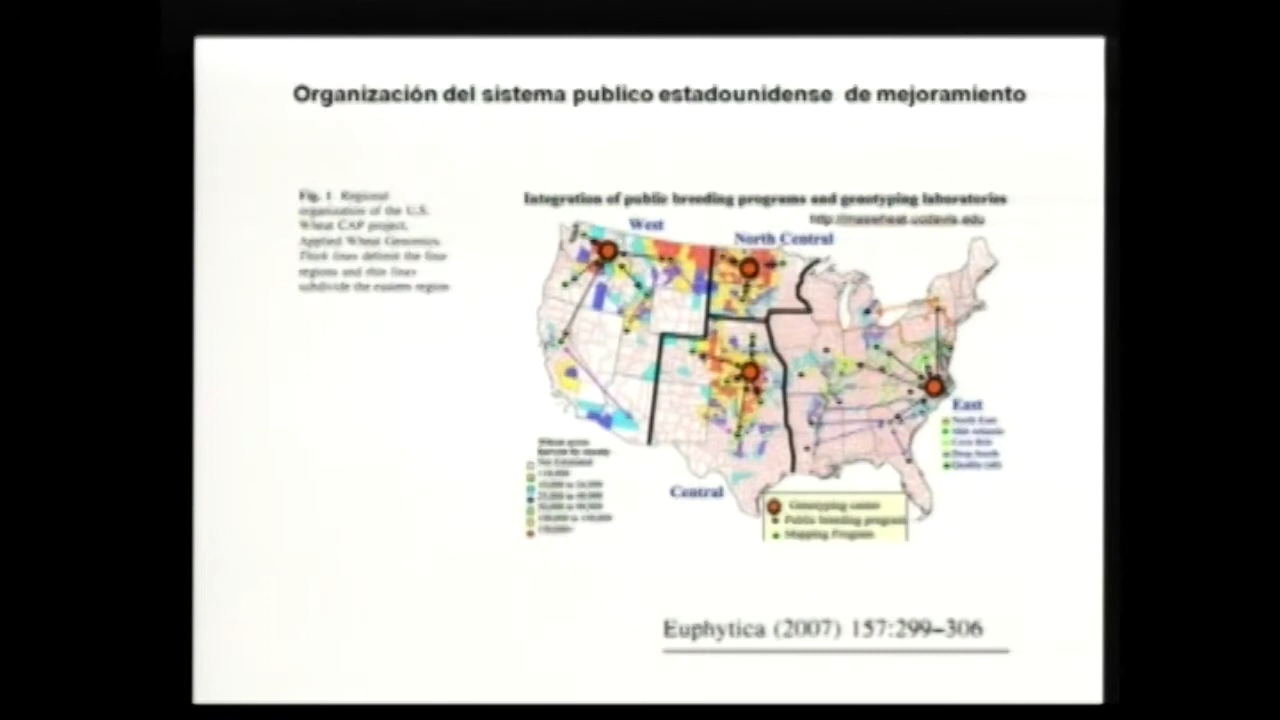 Organización del sistema publico estadounidense de mejoramiento
Fig. 1 Regional
organization of the U.S.
Wheat CAP project,
Applied Wheat Genomics.
Thick lines delimit the four
regions and thin lines
subdivide the eastern region
Integration of public breeding programs and genotyping laboratories
http://maswheat.ucdavis.edu
West
North Central
East
North East
Mid Atlantic
Corn Belt
Deep South
Central
Genotyping center
Public breeding program
Mapping Program
Euphytica (2007) 157:299–306